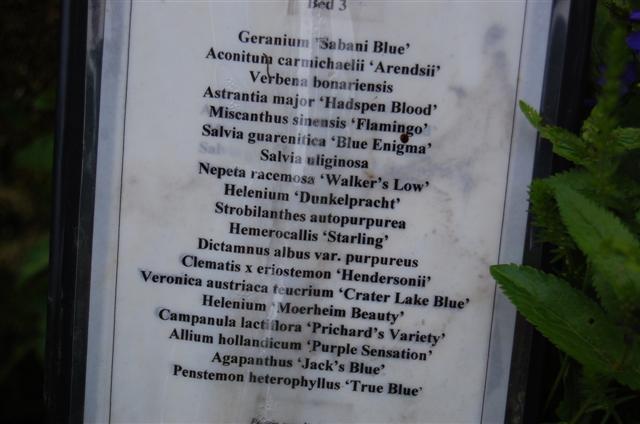 Bed 3
Geranium 'Sabani Blue'
Aconitum carmichaelii 'Arendsii'
Verbena bonariensis
Astrantia major 'Hadspen Blood'
Miscanthus sinensis 'Flamingo'
Salvia guarenitica 'Blue Enigma'
Salvia uliginosa
Nepeta racemosa 'Walker's Low'
Helenium 'Dunkelpracht'
Strobilanthes autopurpurea
Hemerocallis 'Starling'
Dictamnus albus var. purpureus
Clematis x eriostemon 'Hendersonii'
Veronica austriaca teucrium 'Crater Lake Blue'
Helenium 'Moerheim Beauty'
Campanula lactiflora 'Prichard's Variety'
Allium hollandicum 'Purple Sensation'
Agapanthus 'Jack's Blue'
Penstemon heterophyllus 'True Blue'